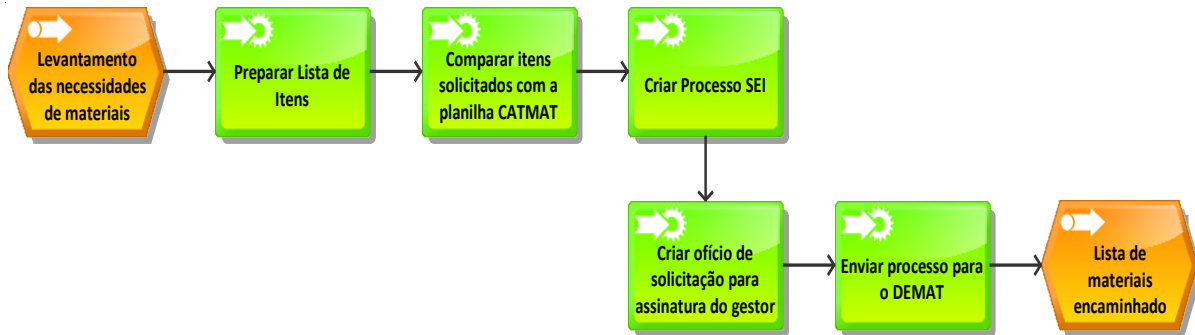 Levantamento
das necessidades
de materiais
Preparar Lista de
Itens
Comparar itens
solicitados com a
planilha CATMAT
Criar Processo SEI
Criar ofício de
solicitação para
assinatura do gestor
Enviar processo para
o DEMAT
Lista de
materiais
encaminhado